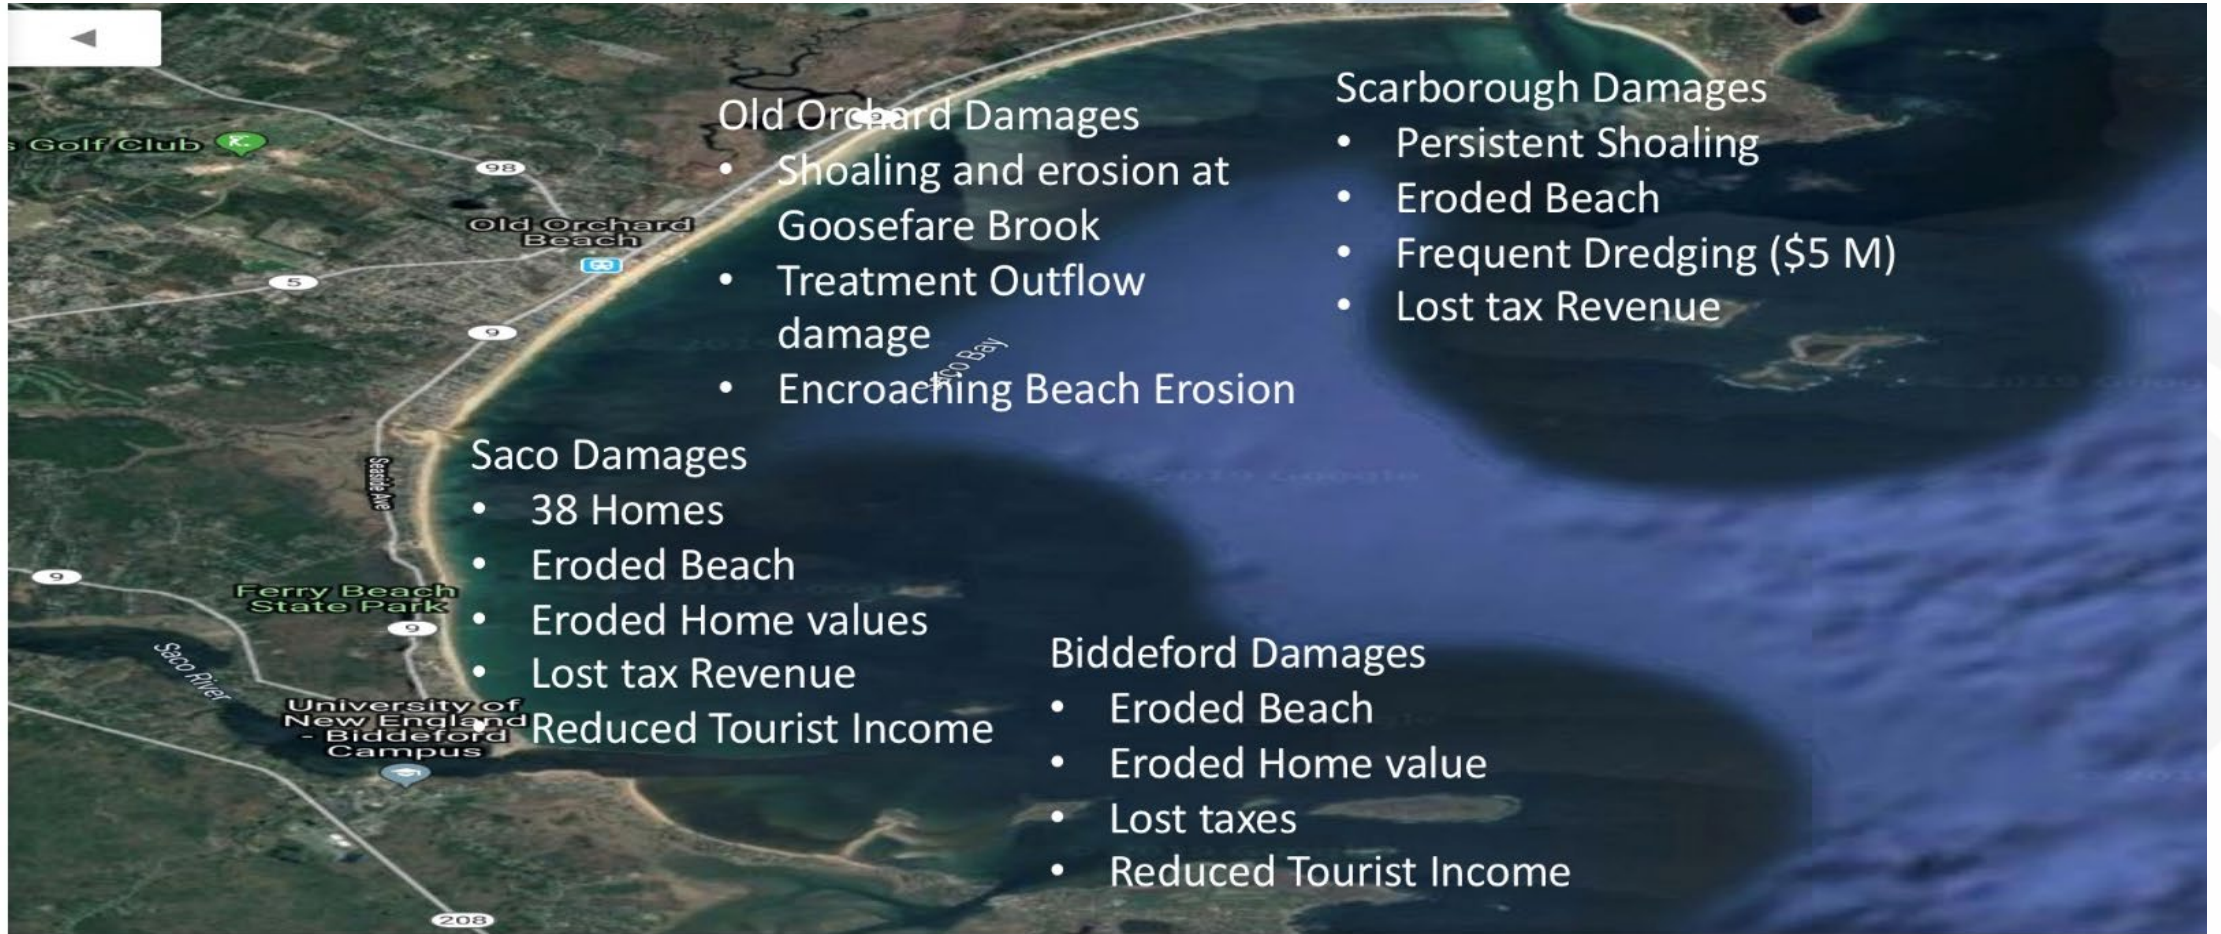 Old Orchard Damages
• Shoaling and erosion at
Goosefare Brook
• Treatment Outflow
damage
• Encroaching Beach Erosion
Scarborough Damages
• Persistent Shoaling
• Eroded Beach
• Frequent Dredging ($5 M)
• Lost tax Revenue
Saco Damages
• 38 Homes
• Eroded Beach
• Eroded Home values
• Lost tax Revenue
• Reduced Tourist Income
Biddeford Damages
• Eroded Beach
• Eroded Home value
• Lost taxes
• Reduced Tourist Income
s Golf Club
98
Old Orchard
Beach
5
9
9
Seaside Ave
9
Ferry Beach
State Park
9
Saco River
University of
New England
- Biddeford
Campus
208
Bay
Google